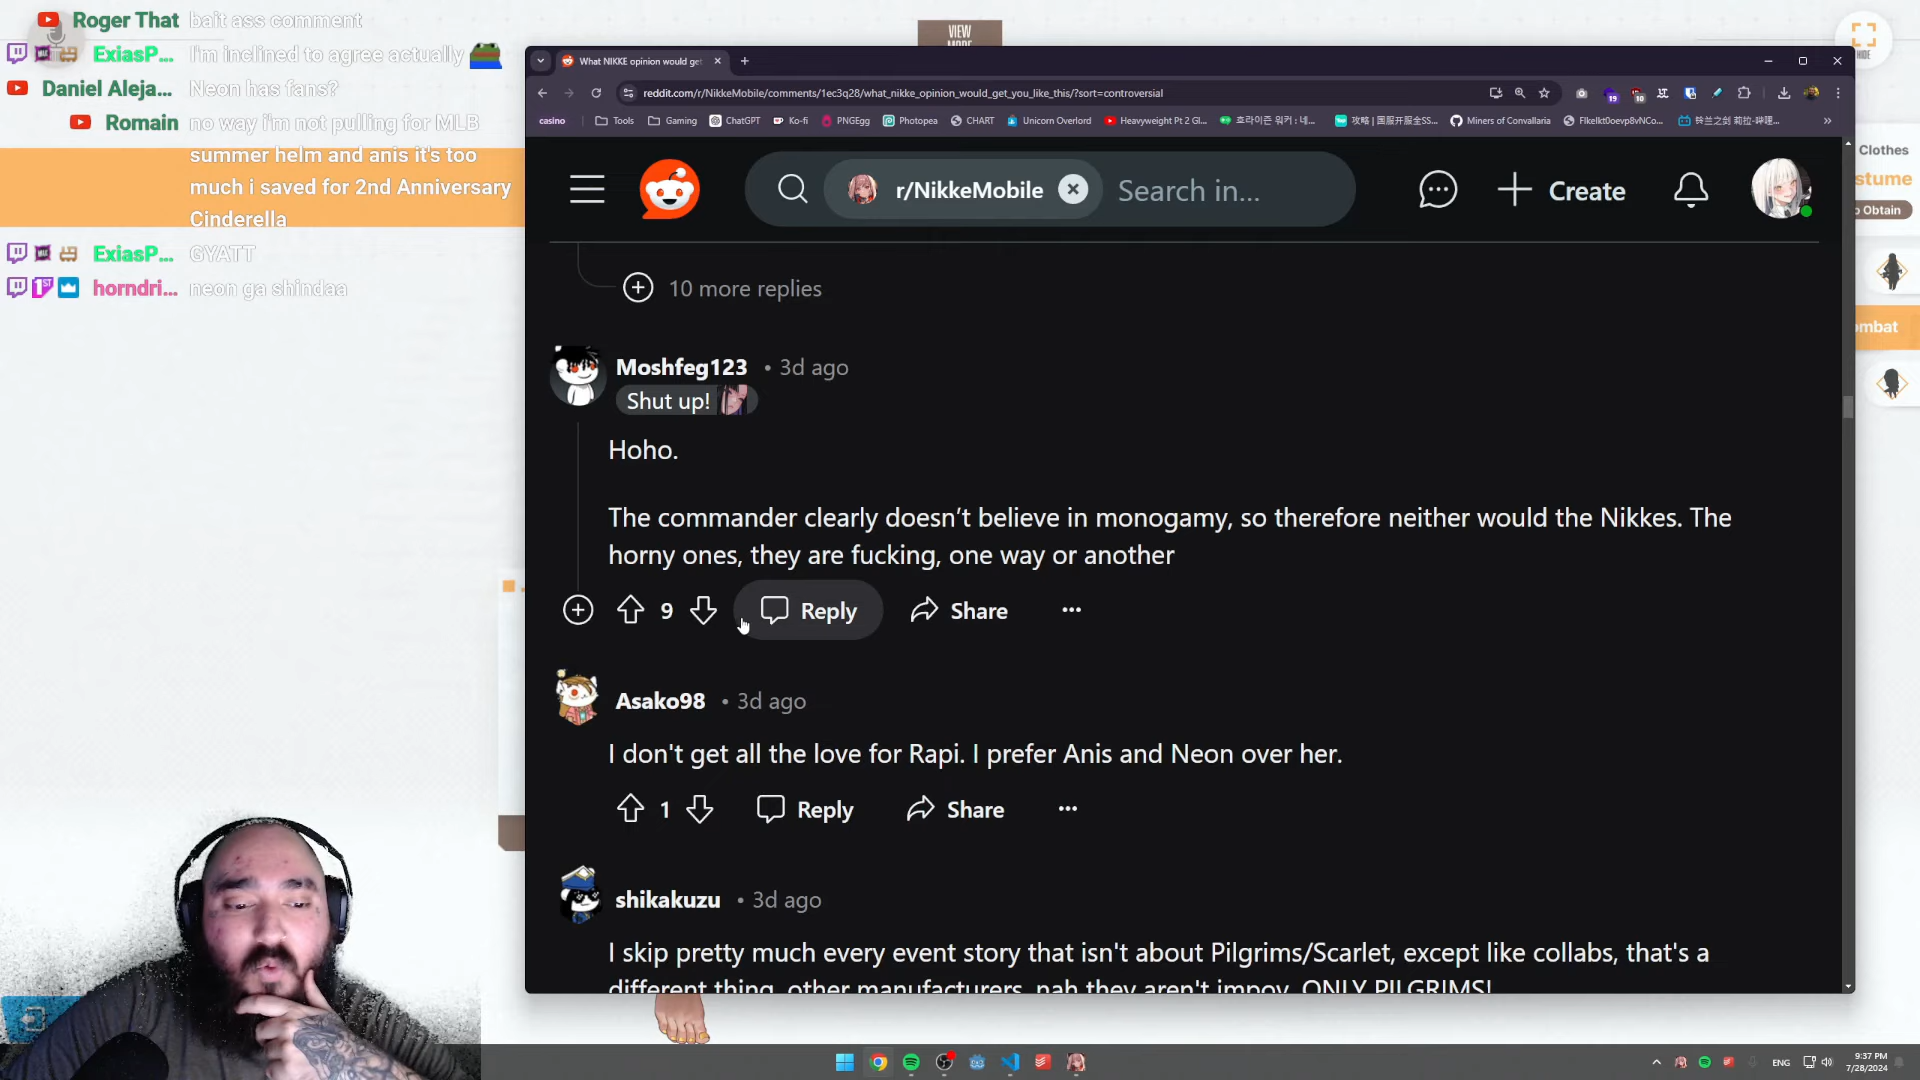 Roger That bait ass comment
ExiasP... I'm inclined to agree actually
Daniel Aleja... Neon has fans?
Romain no way i'm not pulling for MLB
summer helm and anis it's too
much i saved for 2nd Anniversary
Cinderella
ExiasP... GYATT
horndri... neon ga shindaa
VIEW
HIDE
What NIKKE opinion would get
reddit.com/r/NikkeMobile/comments/1ec3q28/what_nikke_opinion_would_get_you_like_this/?sort=controversial
19
10
casino
Tools
Gaming
ChatGPT
Ko-fi
PNGEgg
Photopea
CHART
Unicorn Overlord
Heavyweight Pt 2 Gl...
호라이즌 워커 : 네...
攻略 | 国服开服全SS...
Miners of Convallaria
铃兰之剑 莉拉-哔哩...
r/NikkeMobile
Search in...
Create
Clothes
stume
o Obtain
ombat
10 more replies
Moshfeg123 • 3d ago
Shut up!
Hoho.
The commander clearly doesn’t believe in monogamy, so therefore neither would the Nikkes. The
horny ones, they are fucking, one way or another
9 Reply Share
Asako98 • 3d ago
I don't get all the love for Rapi. I prefer Anis and Neon over her.
1 Reply Share
shikakuzu • 3d ago
I skip pretty much every event story that isn't about Pilgrims/Scarlet, except like collabs, that's a
different thing, other manufacturers, nah they aren't impoy. ONLY PILGRIMS!
ENG
9:37 PM
7/28/2024